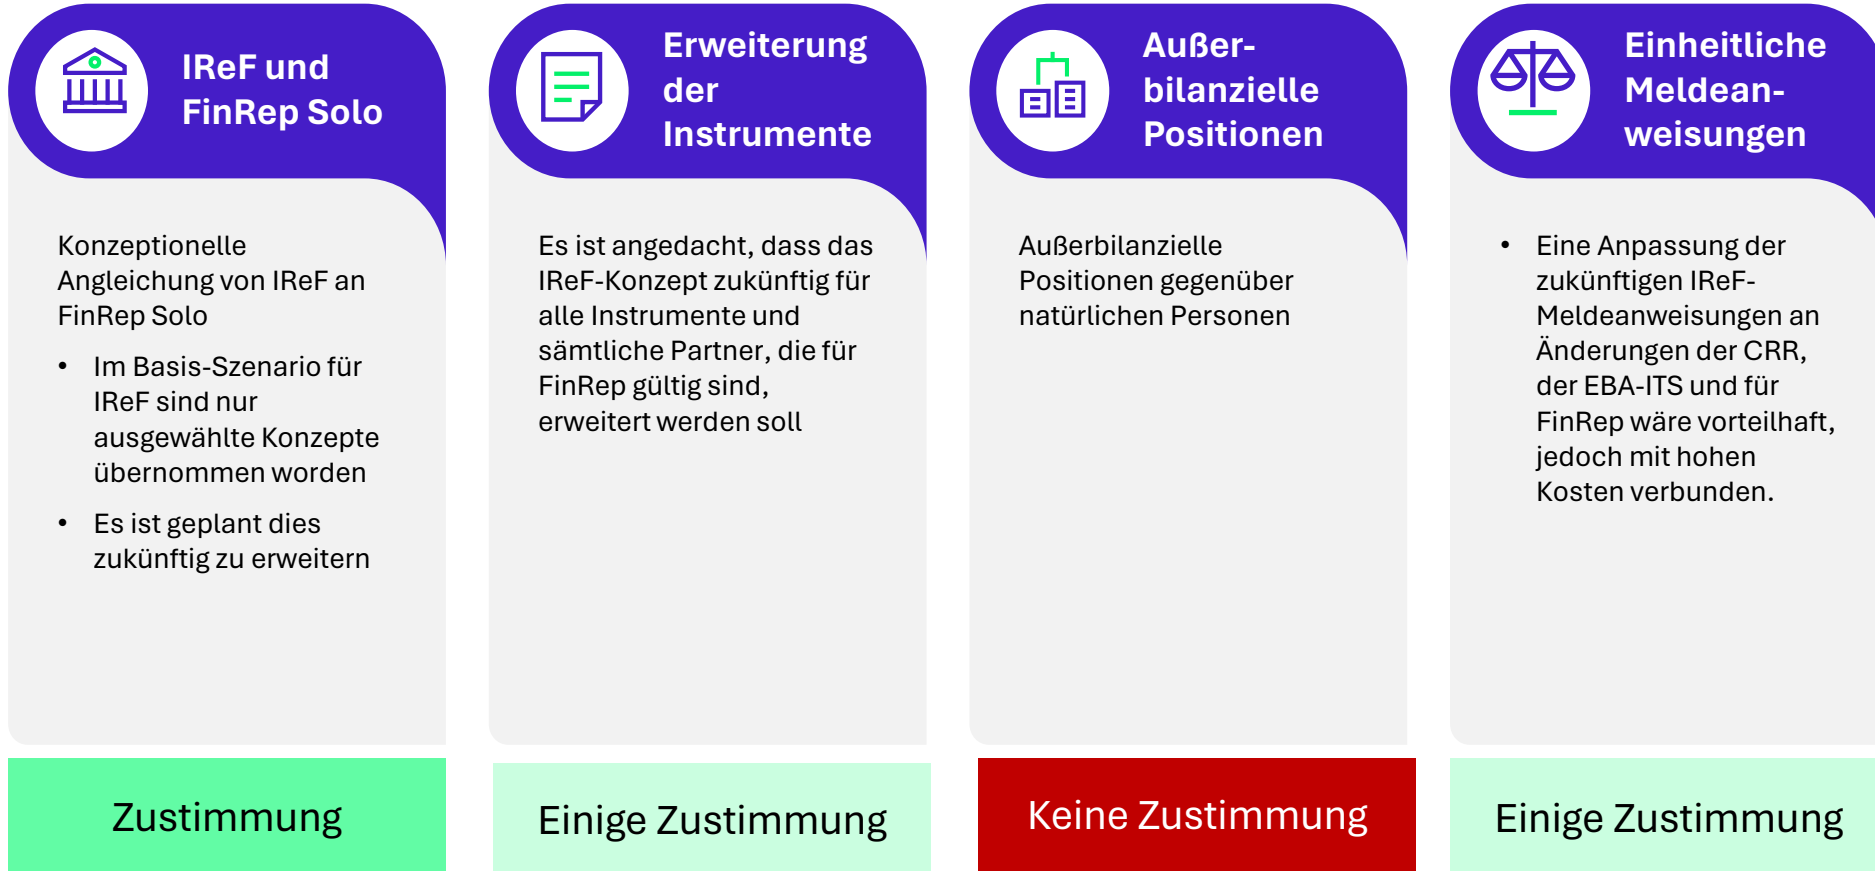 IReF und
FinRep Solo
Konzeptionelle
Angleichung von IReF an
FinRep Solo
• Im Basis-Szenario für
IReF sind nur
ausgewählte Konzepte
übernommen worden
• Es ist geplant dies
zukünftig zu erweitern
Zustimmung
Erweiterung
der
Instrumente
Es ist angedacht, dass das
IReF-Konzept zukünftig für
alle Instrumente und
sämtliche Partner, die für
FinRep gültig sind,
erweitert werden soll
Einige Zustimmung
Außer-
bilanzielle
Positionen
Außerbilanzielle
Positionen gegenüber
natürlichen Personen
Keine Zustimmung
Einheitliche
Meldean-
weisungen
• Eine Anpassung der
zukünftigen IReF-
Meldeanweisungen an
Änderungen der CRR,
der EBA-ITS und für
FinRep wäre vorteilhaft,
jedoch mit hohen
Kosten verbunden.
Einige Zustimmung